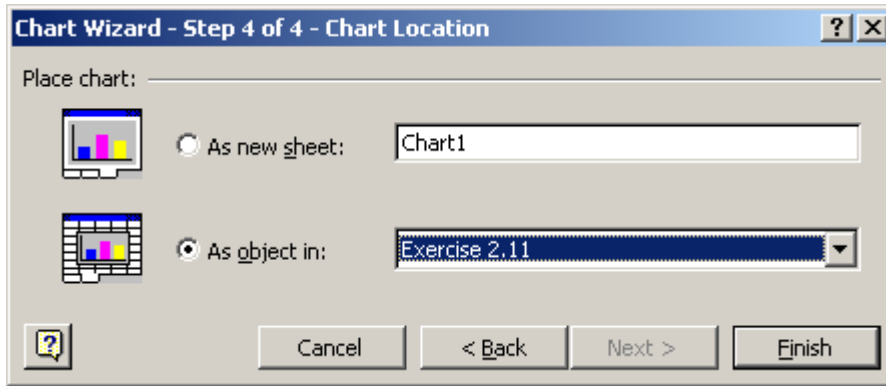 Chart Wizard - Step 4 of 4 - Chart Location
Place chart:
As new sheet: Chart1
As object in: Exercise 2.11
Cancel < Back Next > Finish